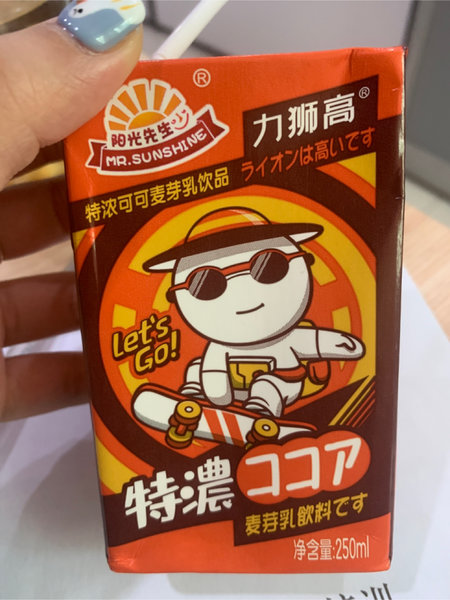 阳光先生
MR.SUNSHINE
®
力狮高®
ライオンは高いです
特浓可可麦芽乳饮品
Let's
Go!
特濃ココア
麦芽乳飲料です
净含量:250ml